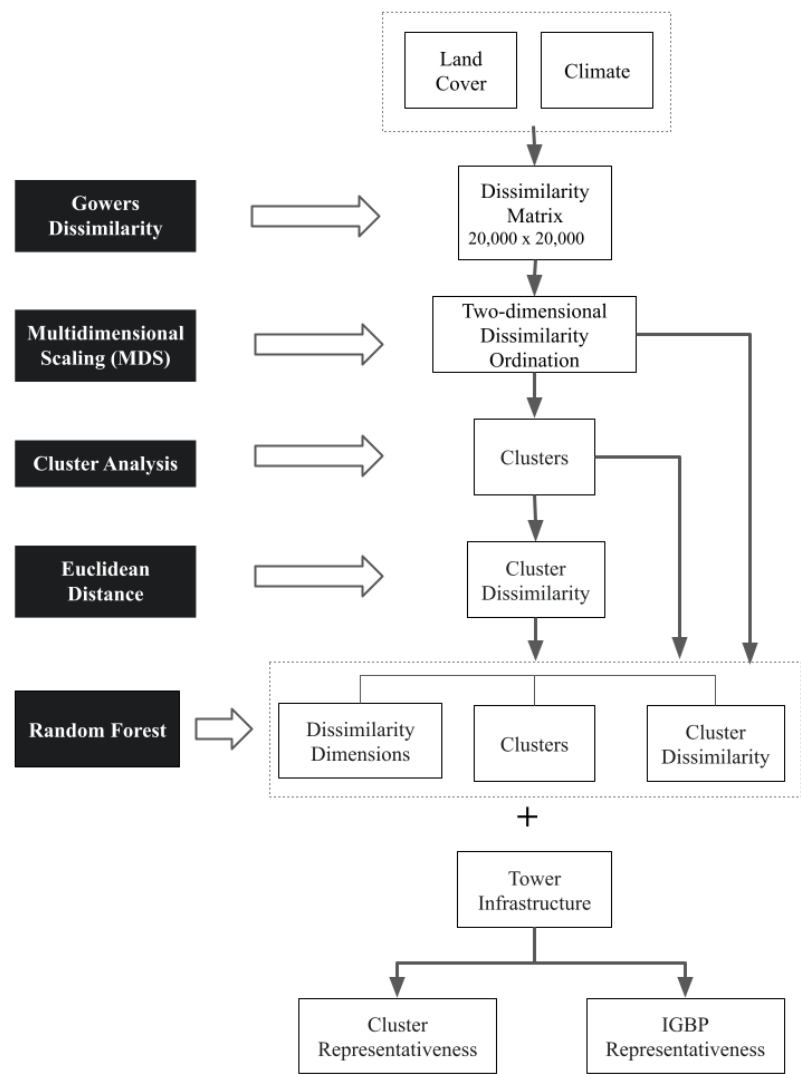 Land
Cover
Climate
Gowers
Dissimilarity
Dissimilarity
Matrix
20,000 x 20,000
Multidimensional
Scaling (MDS)
Two-dimensional
Dissimilarity
Ordination
Cluster Analysis
Clusters
Euclidean
Distance
Cluster
Dissimilarity
Random Forest
Dissimilarity
Dimensions
Clusters
Cluster
Dissimilarity
+
Tower
Infrastructure
Cluster
Representativeness
IGBP
Representativeness